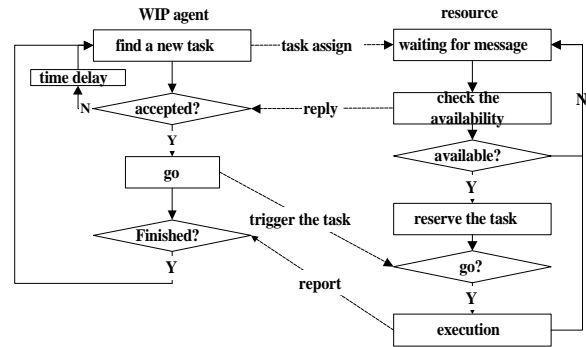 WIP agent
resource
find a new task
task assign
waiting for message
time delay
N
accepted?
reply
check the
availability
N
Y
available?
go
Y
trigger the task
reserve the task
Finished?
go?
Y
report
Y
execution